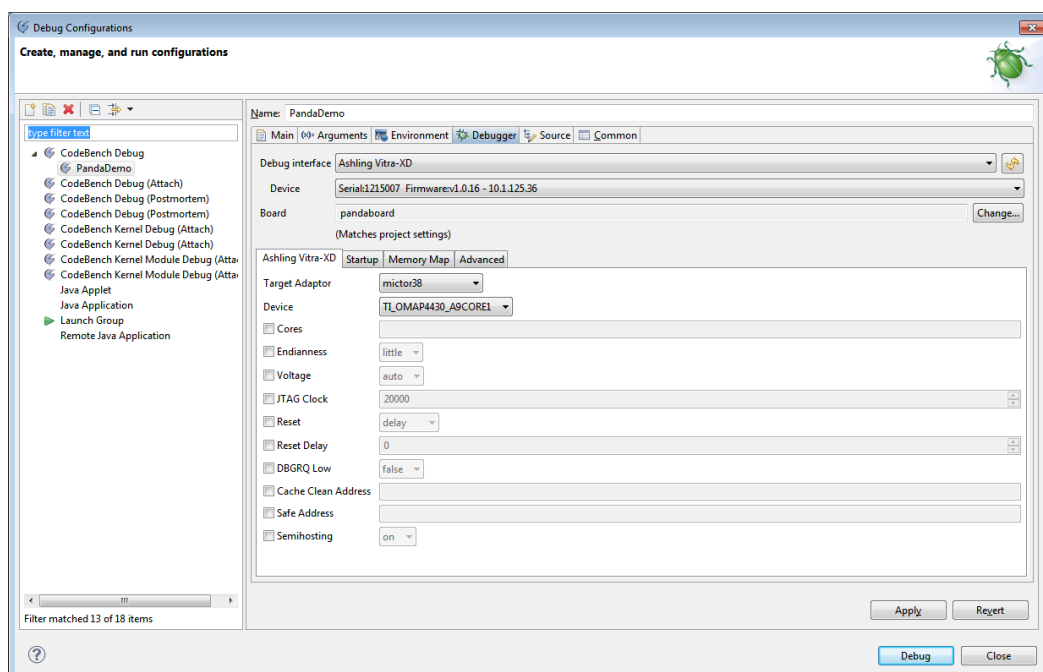 Debug Configurations
Create, manage, and run configurations
type filter text
CodeBench Debug
PandaDemo
CodeBench Debug (Attach)
CodeBench Debug (Postmortem)
CodeBench Debug (Postmortem)
CodeBench Kernel Debug (Attach)
CodeBench Kernel Debug (Attach)
CodeBench Kernel Module Debug (Atta
CodeBench Kernel Module Debug (Atta
Java Applet
Java Application
Launch Group
Remote Java Application
Filter matched 13 of 18 items
Name: PandaDemo
Main (x)= Arguments Environment Debugger Source Common
Debug interface Ashling Vitra-XD
Device Serial:1215007 Firmware:v1.0.16 - 10.1.125.36
Board pandaboard Change...
(Matches project settings)
Ashling Vitra-XD Startup Memory Map Advanced
Target Adaptor mictor38
Device TI_OMAP4430_A9CORE1
Cores
Endianness little
Voltage auto
JTAG Clock 20000
Reset delay
Reset Delay 0
DBGRQ Low false
Cache Clean Address
Safe Address
Semihosting on
Apply Revert
Debug Close